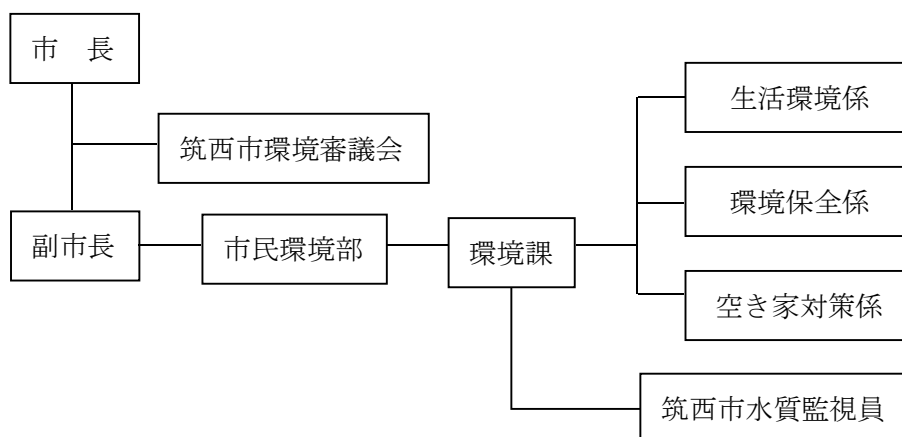 市　長
筑西市環境審議会
副市長
市民環境部
環境課
生活環境係
環境保全係
空き家対策係
筑西市水質監視員